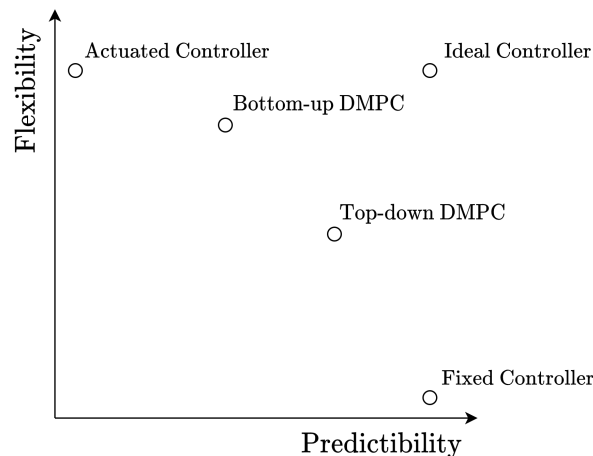 Flexibility
Actuated Controller
Ideal Controller
Bottom-up DMPC
Top-down DMPC
Fixed Controller
Predictibility